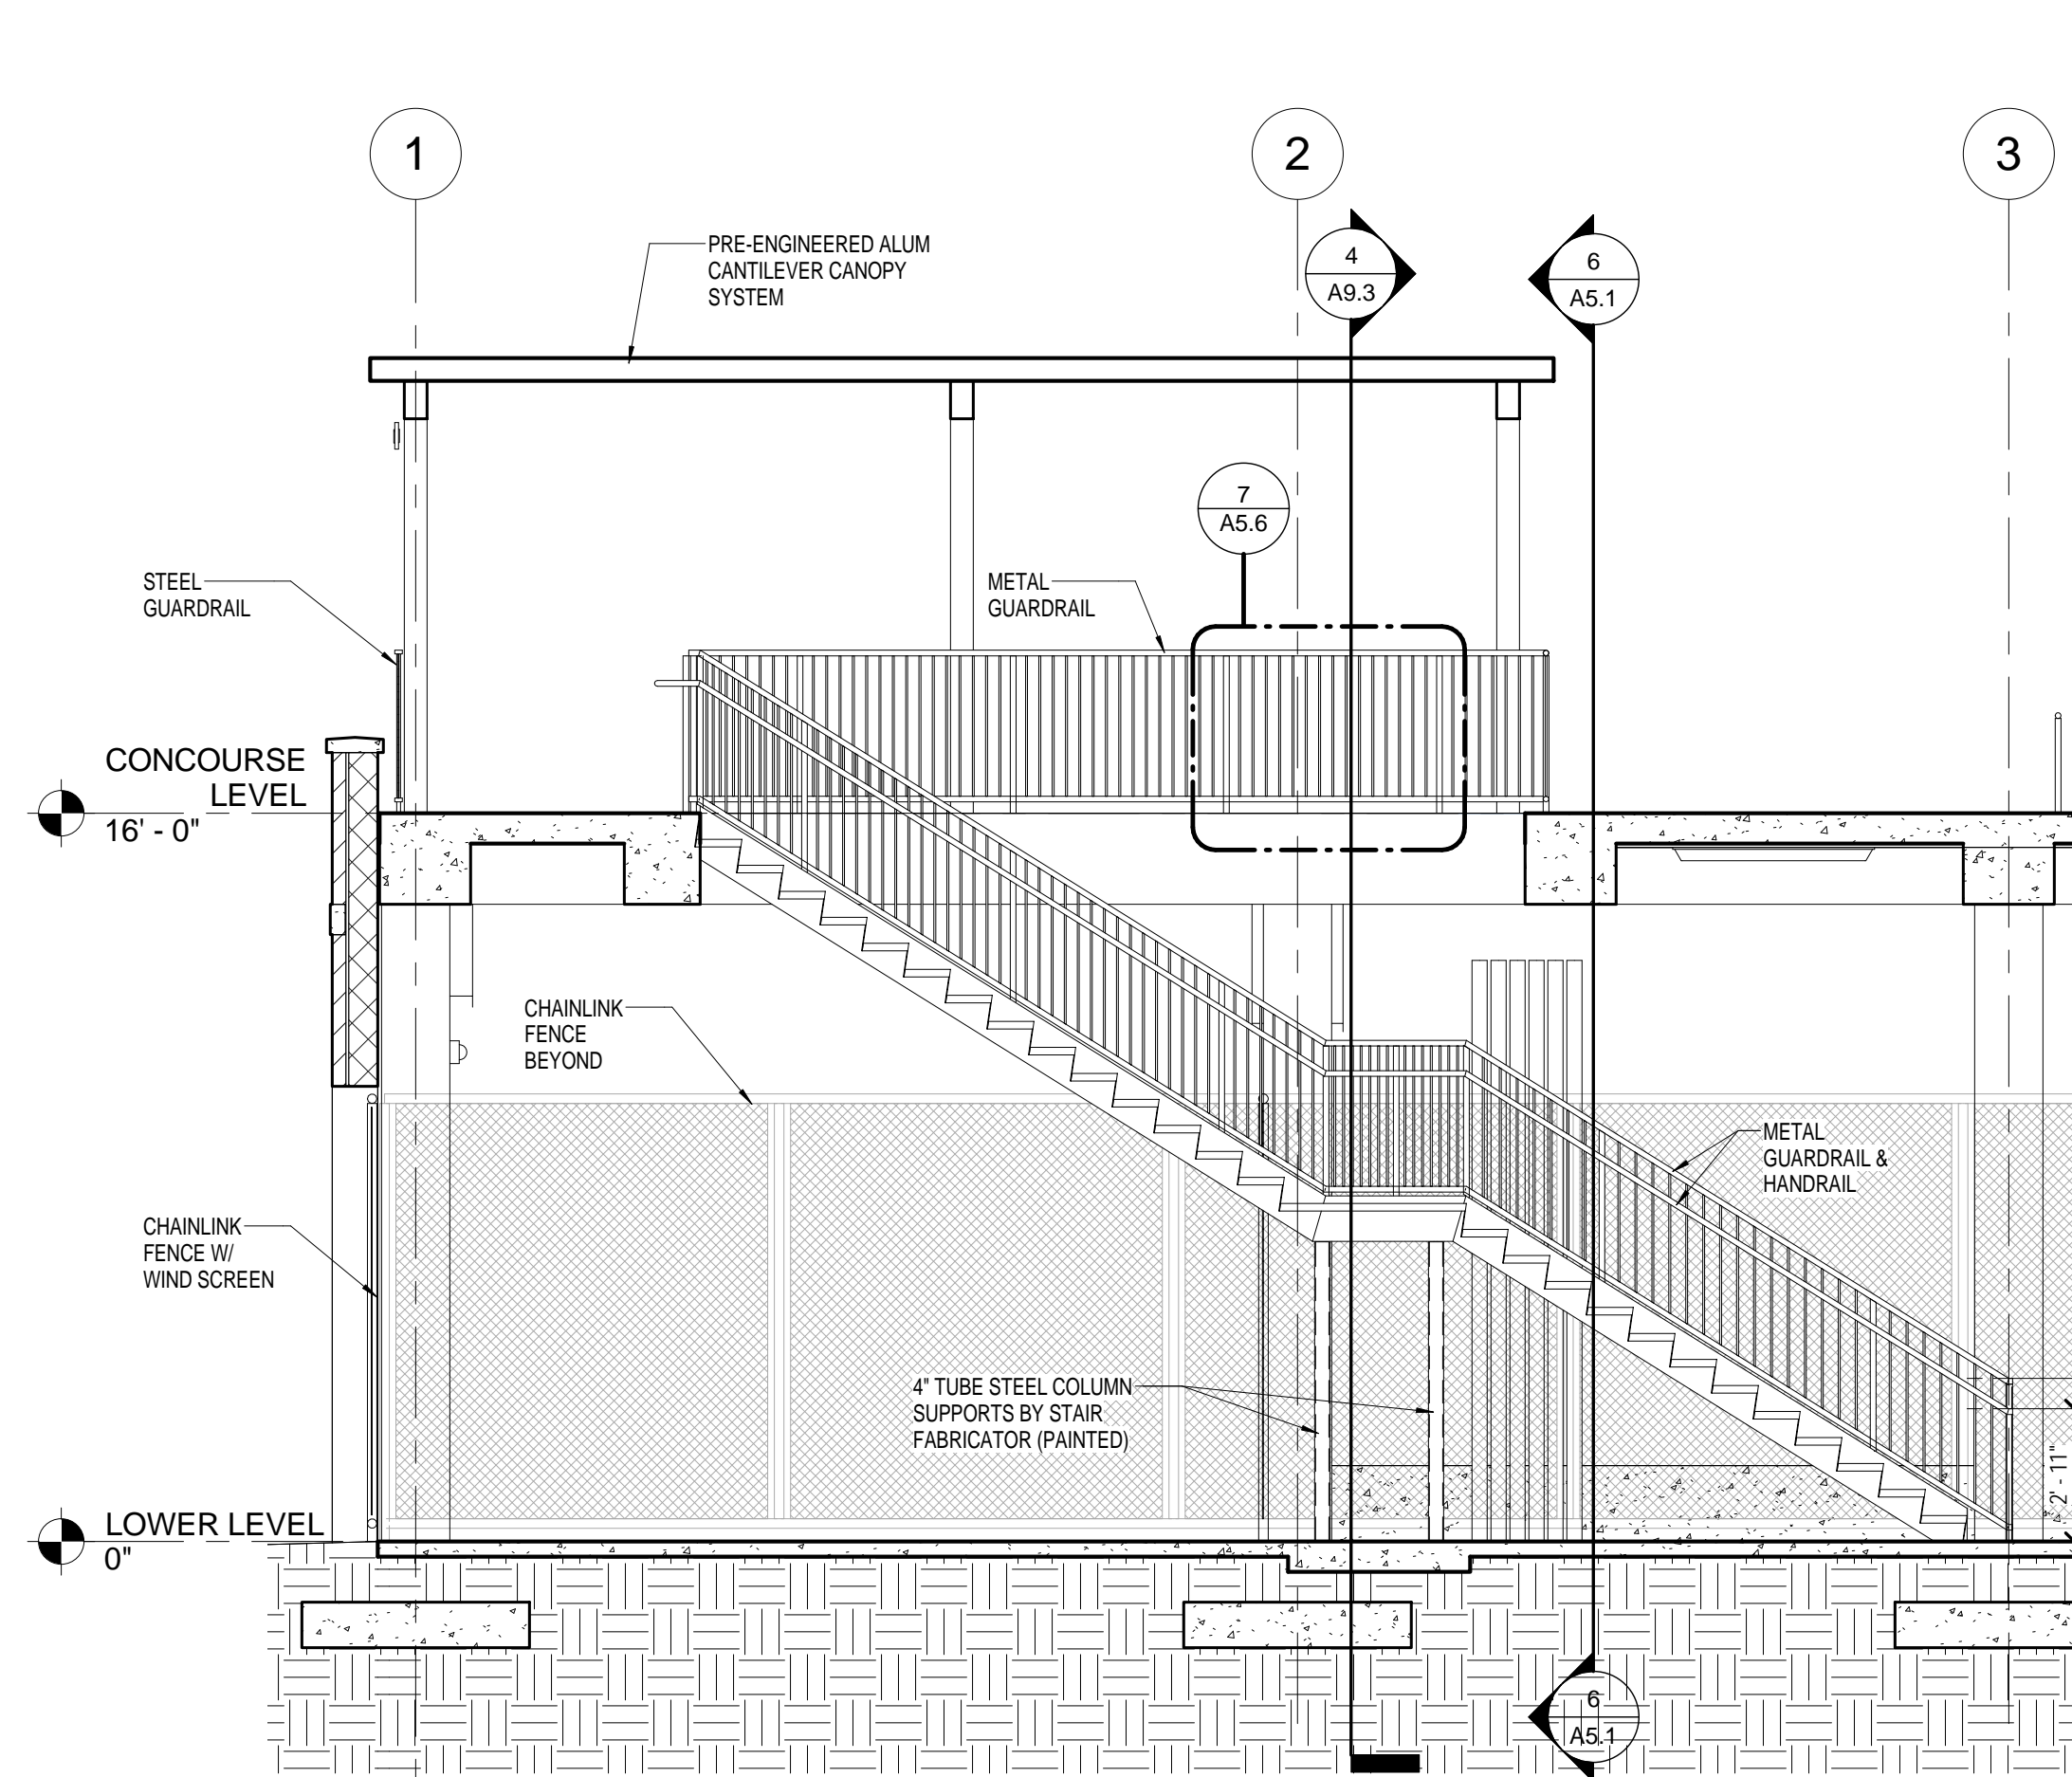 1
2
3
PRE-ENGINEERED ALUM
CANTILEVER CANOPY
SYSTEM
4
A9.3
6
A5.1
7
A5.6
STEEL
GUARDRAIL
METAL
GUARDRAIL
CONCOURSE
LEVEL
16' - 0"
CHAINLINK
FENCE
BEYOND
METAL
GUARDRAIL &
HANDRAIL
CHAINLINK
FENCE W/
WIND SCREEN
4" TUBE STEEL COLUMN
SUPPORTS BY STAIR
FABRICATOR (PAINTED)
2' - 11"
LOWER LEVEL
0"
6
A5.1